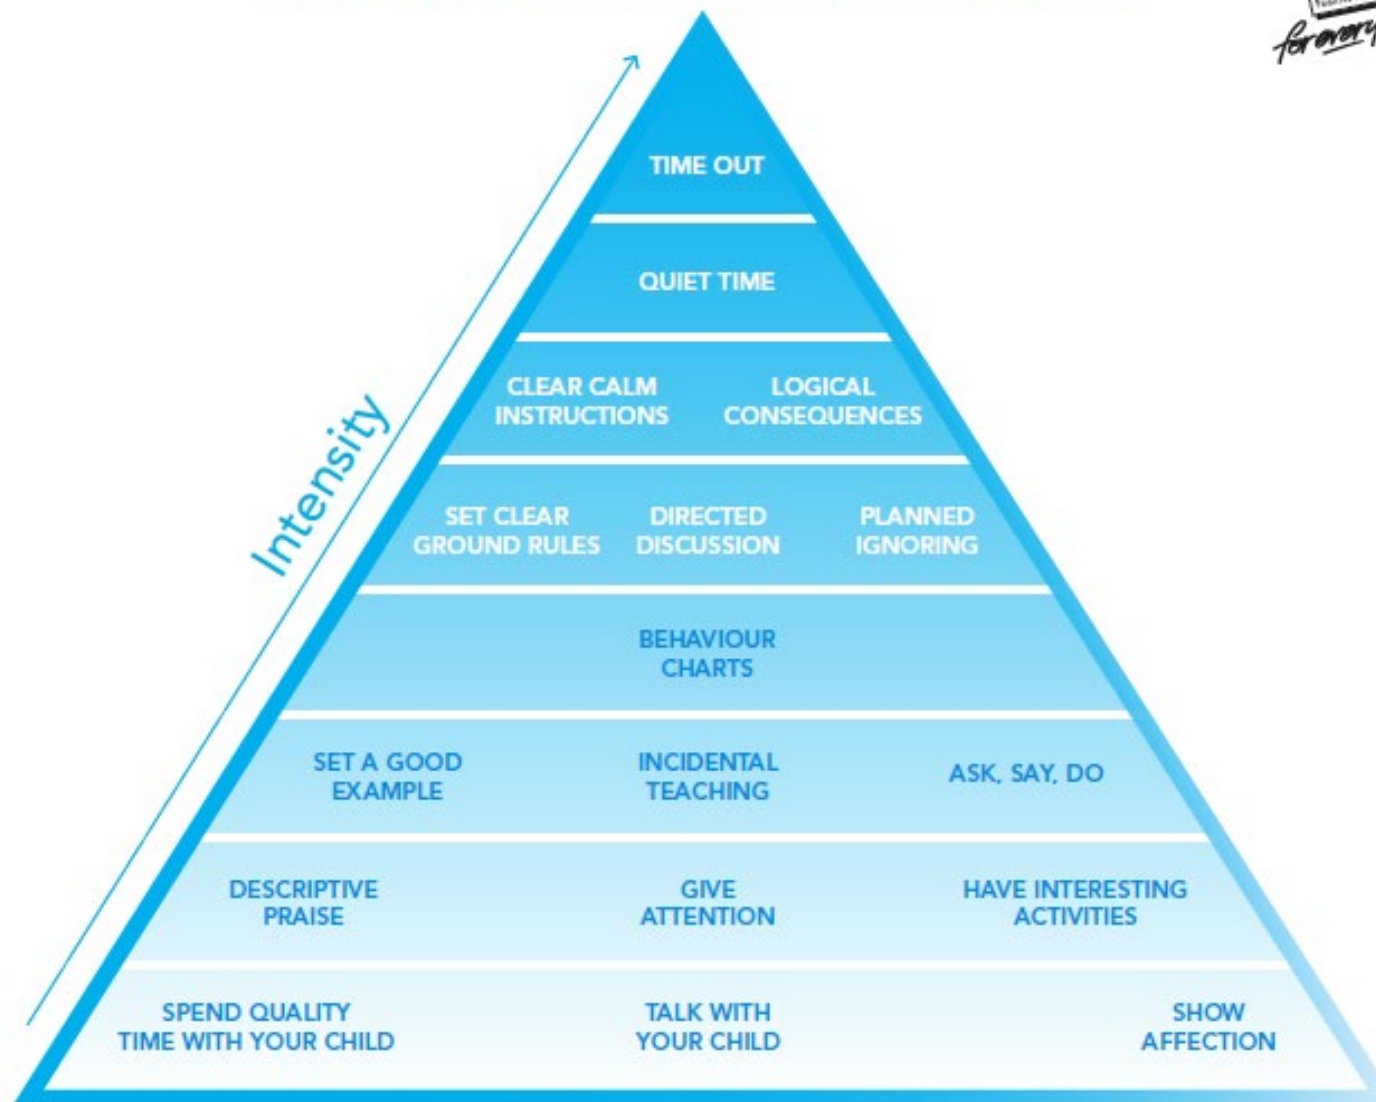 for every
TIME OUT
QUIET TIME
CLEAR CALM
INSTRUCTIONS
LOGICAL
CONSEQUENCES
Intensity
SET CLEAR
GROUND RULES
DIRECTED
DISCUSSION
PLANNED
IGNORING
BEHAVIOUR
CHARTS
SET A GOOD
EXAMPLE
INCIDENTAL
TEACHING
ASK, SAY, DO
DESCRIPTIVE
PRAISE
GIVE
ATTENTION
HAVE INTERESTING
ACTIVITIES
SPEND QUALITY
TIME WITH YOUR CHILD
TALK WITH
YOUR CHILD
SHOW
AFFECTION